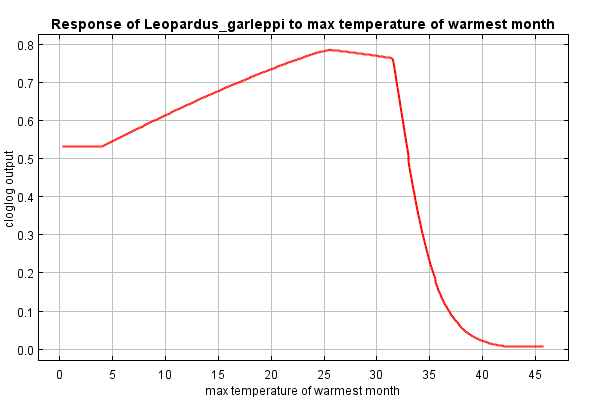 Response of Leopardus_garleppi to max temperature of warmest month
0.8
0.7
0.6
0.5
0.4
0.3
0.2
0.1
0.0
cloglog output
0 5 10 15 20 25 30 35 40 45
max temperature of warmest month